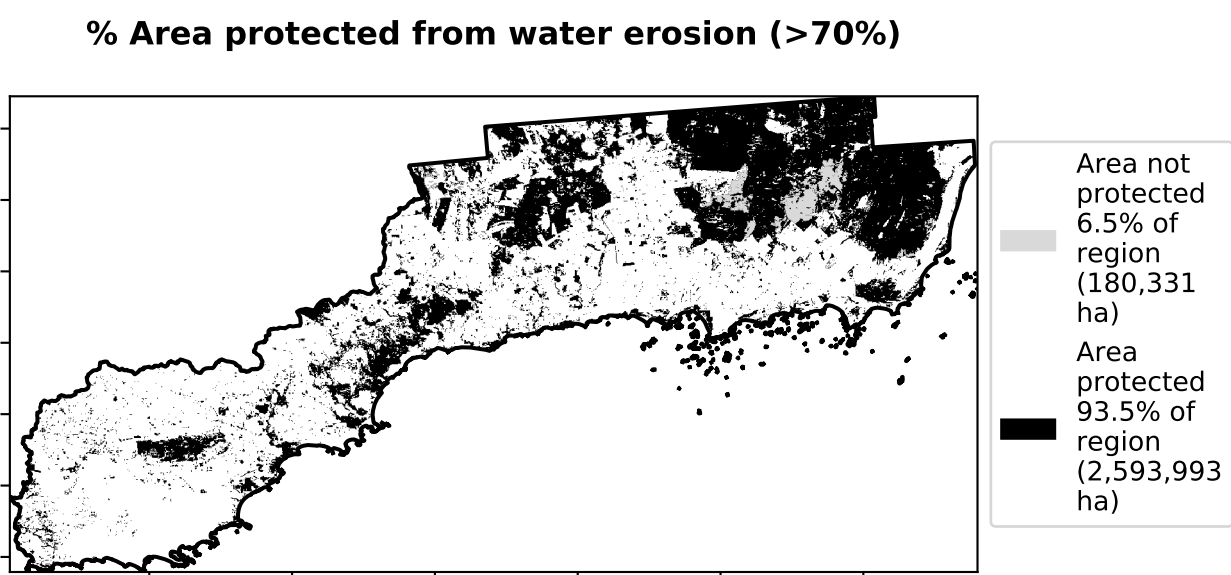 % Area protected from water erosion (>70%)
Area not
protected
6.5% of
region
(180,331
ha)
Area
protected
93.5% of
region
(2,593,993
ha)